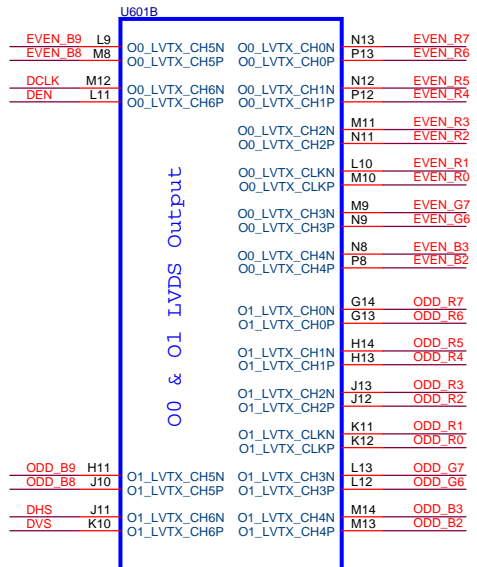 U601B
EVEN_B9 L9 O0_LVTX_CH5N O0_LVTX_CH0N N13 EVEN_R7
EVEN_B8 M8 O0_LVTX_CH5P O0_LVTX_CH0P P13 EVEN_R6
DCLK M12 O0_LVTX_CH6N O0_LVTX_CH1N N12 EVEN_R5
DEN L11 O0_LVTX_CH6P O0_LVTX_CH1P P12 EVEN_R4
O0_LVTX_CH2N M11 EVEN_R3
O0_LVTX_CH2P N11 EVEN_R2
O0_LVTX_CLKN L10 EVEN_R1
O0_LVTX_CLKP M10 EVEN_R0
O0_LVTX_CH3N M9 EVEN_G7
O0_LVTX_CH3P N9 EVEN_G6
O0_LVTX_CH4N N8 EVEN_B3
O0_LVTX_CH4P P8 EVEN_B2
O0 & O1 LVDS Output
O1_LVTX_CH0N G14 ODD_R7
O1_LVTX_CH0P G13 ODD_R6
O1_LVTX_CH1N H14 ODD_R5
O1_LVTX_CH1P H13 ODD_R4
O1_LVTX_CH2N J13 ODD_R3
O1_LVTX_CH2P J12 ODD_R2
O1_LVTX_CLKN K11 ODD_R1
O1_LVTX_CLKP K12 ODD_R0
ODD_B9 H11 O1_LVTX_CH5N O1_LVTX_CH3N L13 ODD_G7
ODD_B8 J10 O1_LVTX_CH5P O1_LVTX_CH3P L12 ODD_G6
DHS J11 O1_LVTX_CH6N O1_LVTX_CH4N M14 ODD_B3
DVS K10 O1_LVTX_CH6P O1_LVTX_CH4P M13 ODD_B2